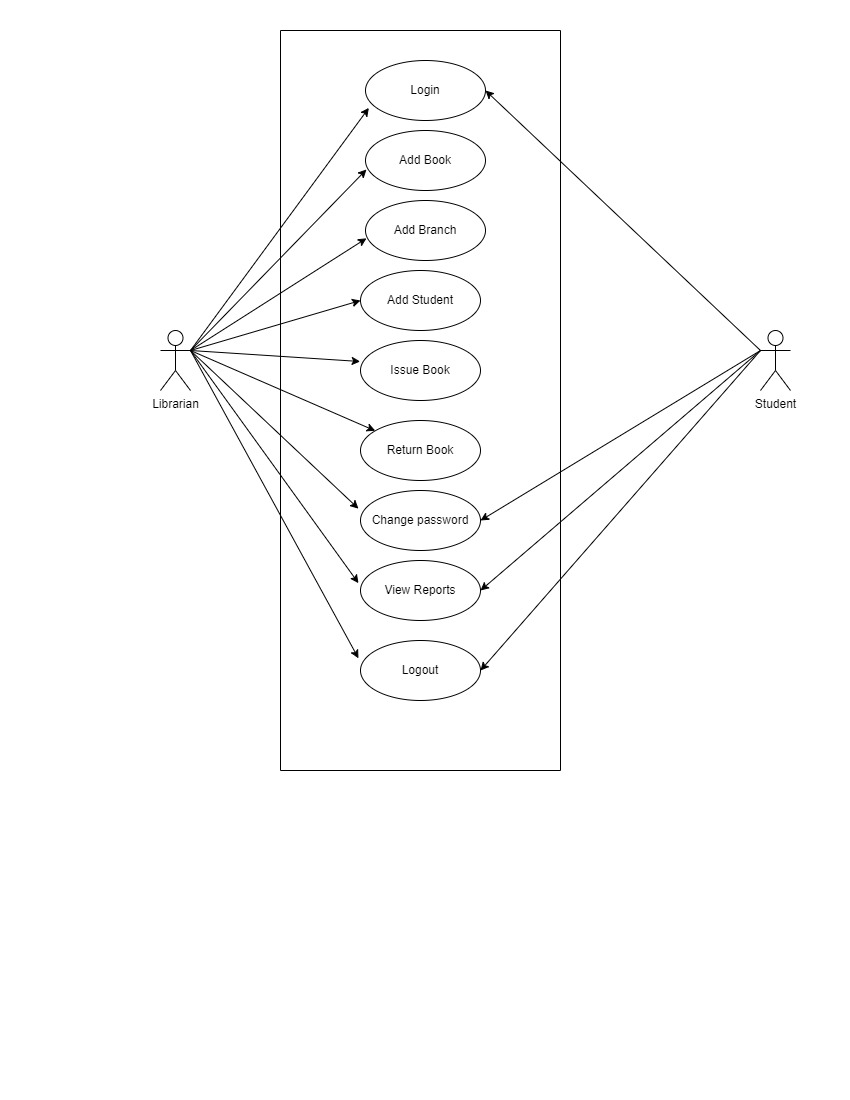 Login
Add Book
Add Branch
Add Student
Issue Book
Librarian
Student
Return Book
Change password
View Reports
Logout